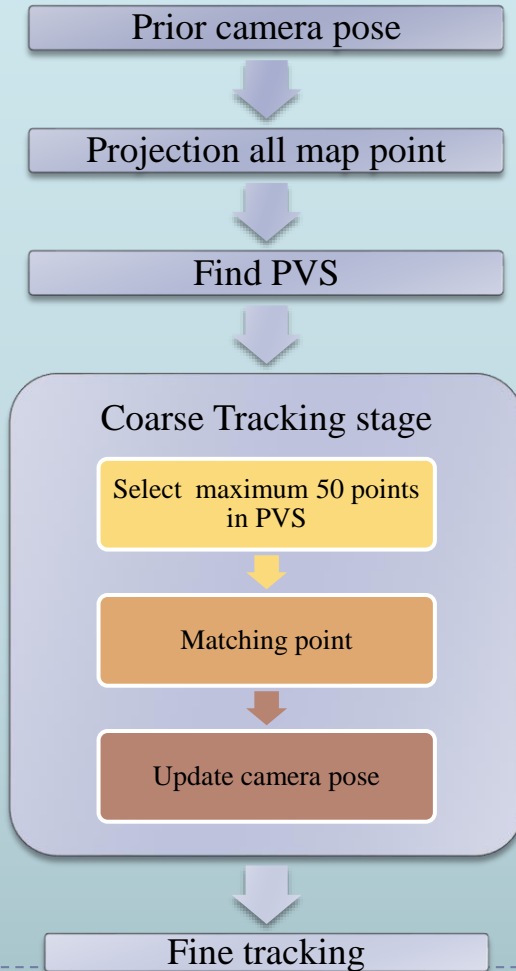 Prior camera pose
Projection all map point
Find PVS
Coarse Tracking stage
Select maximum 50 points
in PVS
Matching point
Update camera pose
Fine tracking